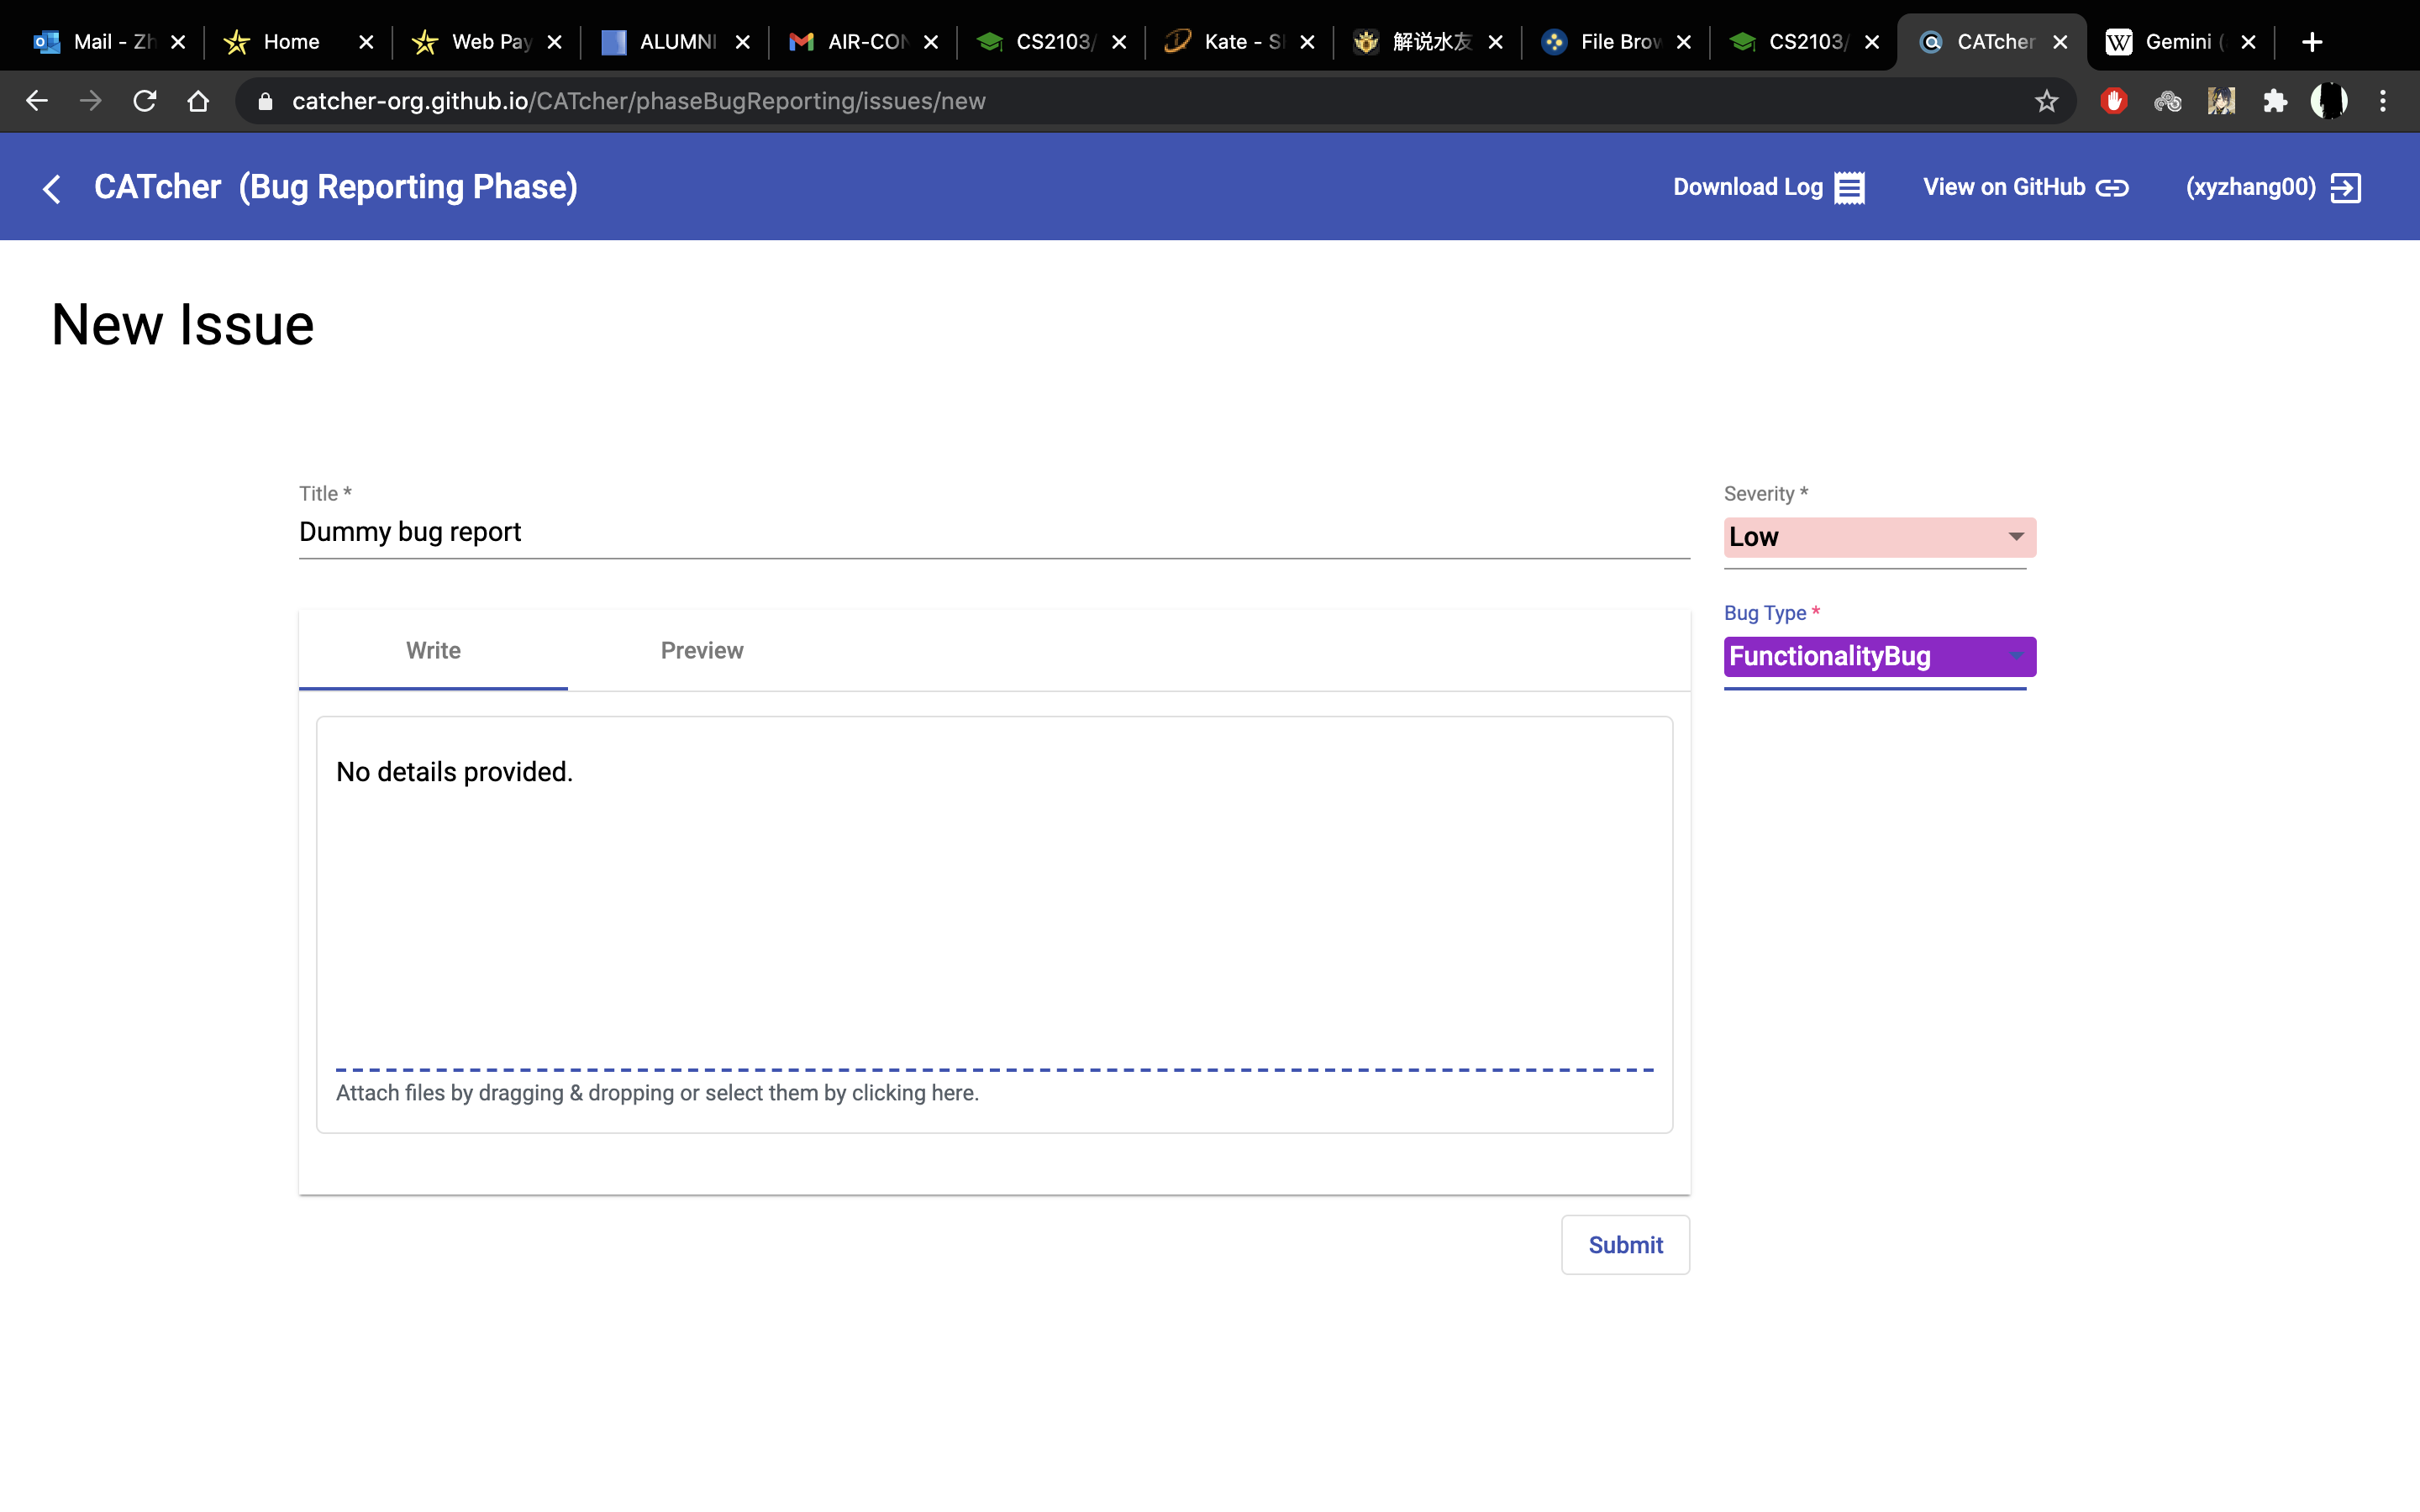 Mail - Zh
Home
Web Pay
ALUMNI
AIR-CON
CS2103/
Kate - S
解说水友
File Brow
CS2103/
CATcher
Gemini (
catcher-org.github.io/CATcher/phaseBugReporting/issues/new
CATcher (Bug Reporting Phase)
Download Log
View on GitHub
(xyzhang00)
New Issue
Title *
Dummy bug report
Severity *
Low
Bug Type *
FunctionalityBug
Write
Preview
No details provided.
Attach files by dragging & dropping or select them by clicking here.
Submit